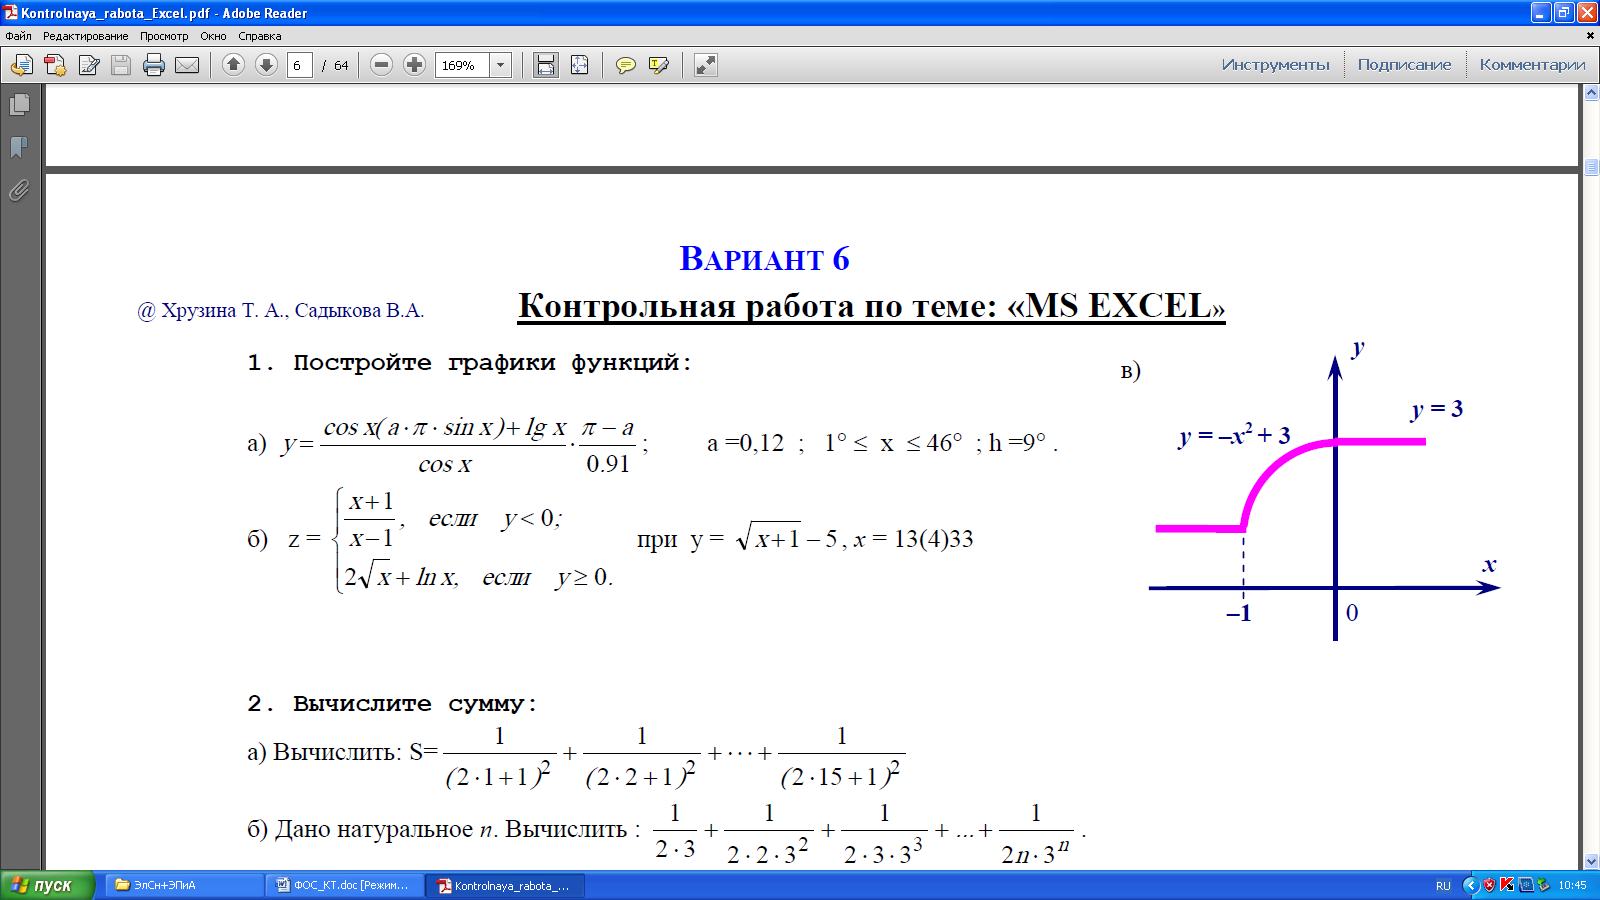 Kontrolnaya_rabota_Excel.pdf - Adobe Reader
Файл Редактирование Просмотр Окно Справка
6 / 64 169% Инструменты Подписание Комментарии
ВАРИАНТ 6
@ Хрузина Т. А., Садыкова В.А. Контрольная работа по теме: «MS EXCEL»
1. Постройте графики функций:
а) y = (cos x(a·π·sin x)+lg x)/(cos x) · (π − a)/(0.91) ; a =0,12 ; 1° ≤ x ≤ 46° ; h =9° .
б) z = { (x+1)/(x−1), если y < 0; 2√x + ln x, если y ≥ 0. при y = √(x+1) − 5, x = 13(4)33
в)
y
y = 3
y = –x² + 3
x
–1 0
2. Вычислите сумму:
а) Вычислить: S= 1/(2·1+1)² + 1/(2·2+1)² + ··· + 1/(2·15+1)²
б) Дано натуральное n. Вычислить : 1/(2·3) + 1/(2·2·3²) + 1/(2·3·3³) + ... + 1/(2n·3ⁿ) .
пуск ЭлСн+ЭПиА ФОС_КТ.doc [Режим... Kontrolnaya_rabota_... RU 10:45